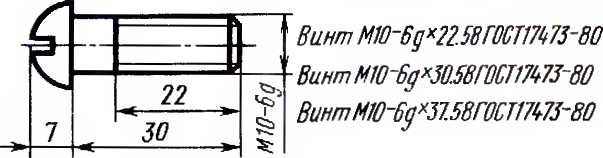 Винт М10-6g×22.58 ГОСТ17473-80
Винт М10-6g×30.58 ГОСТ17473-80
Винт М10-6g×37.58 ГОСТ17473-80
22
7
30
М10-6g